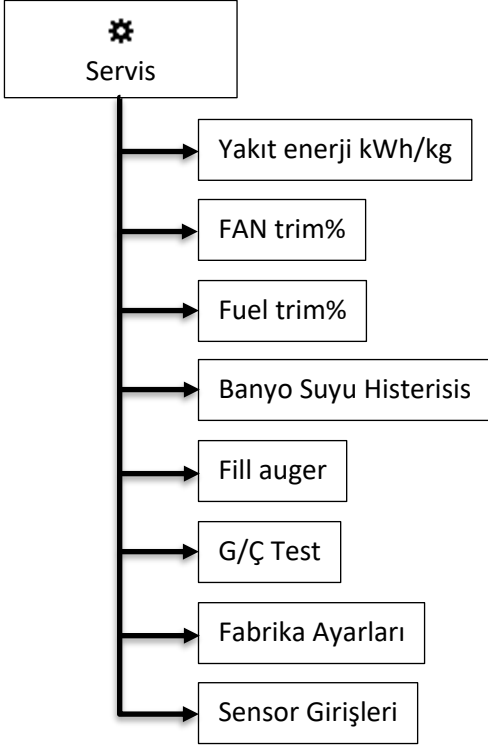 Servis
Yakıt enerji kWh/kg
FAN trim%
Fuel trim%
Banyo Suyu Histerisis
Fill auger
G/Ç Test
Fabrika Ayarları
Sensor Girişleri